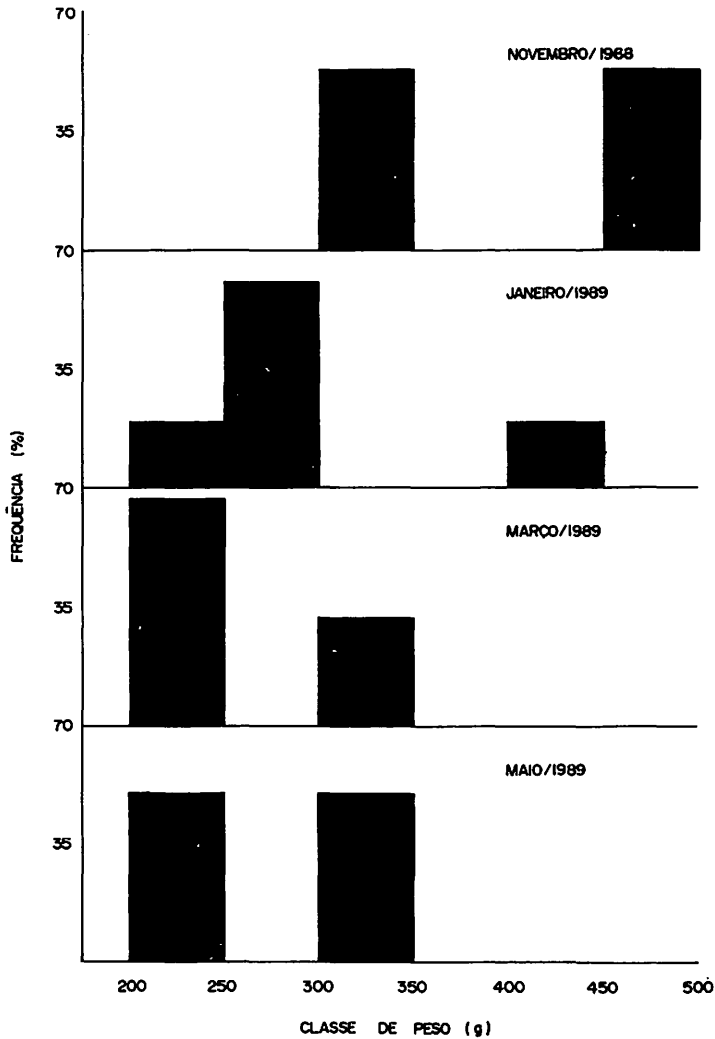 70
NOVEMBRO/1988
35
70
JANEIRO/1989
35
70
MARÇO/1989
35
70
MAIO/1989
35
200 250 300 350 400 450 500
CLASSE DE PESO (g)
FREQUÊNCIA (%)